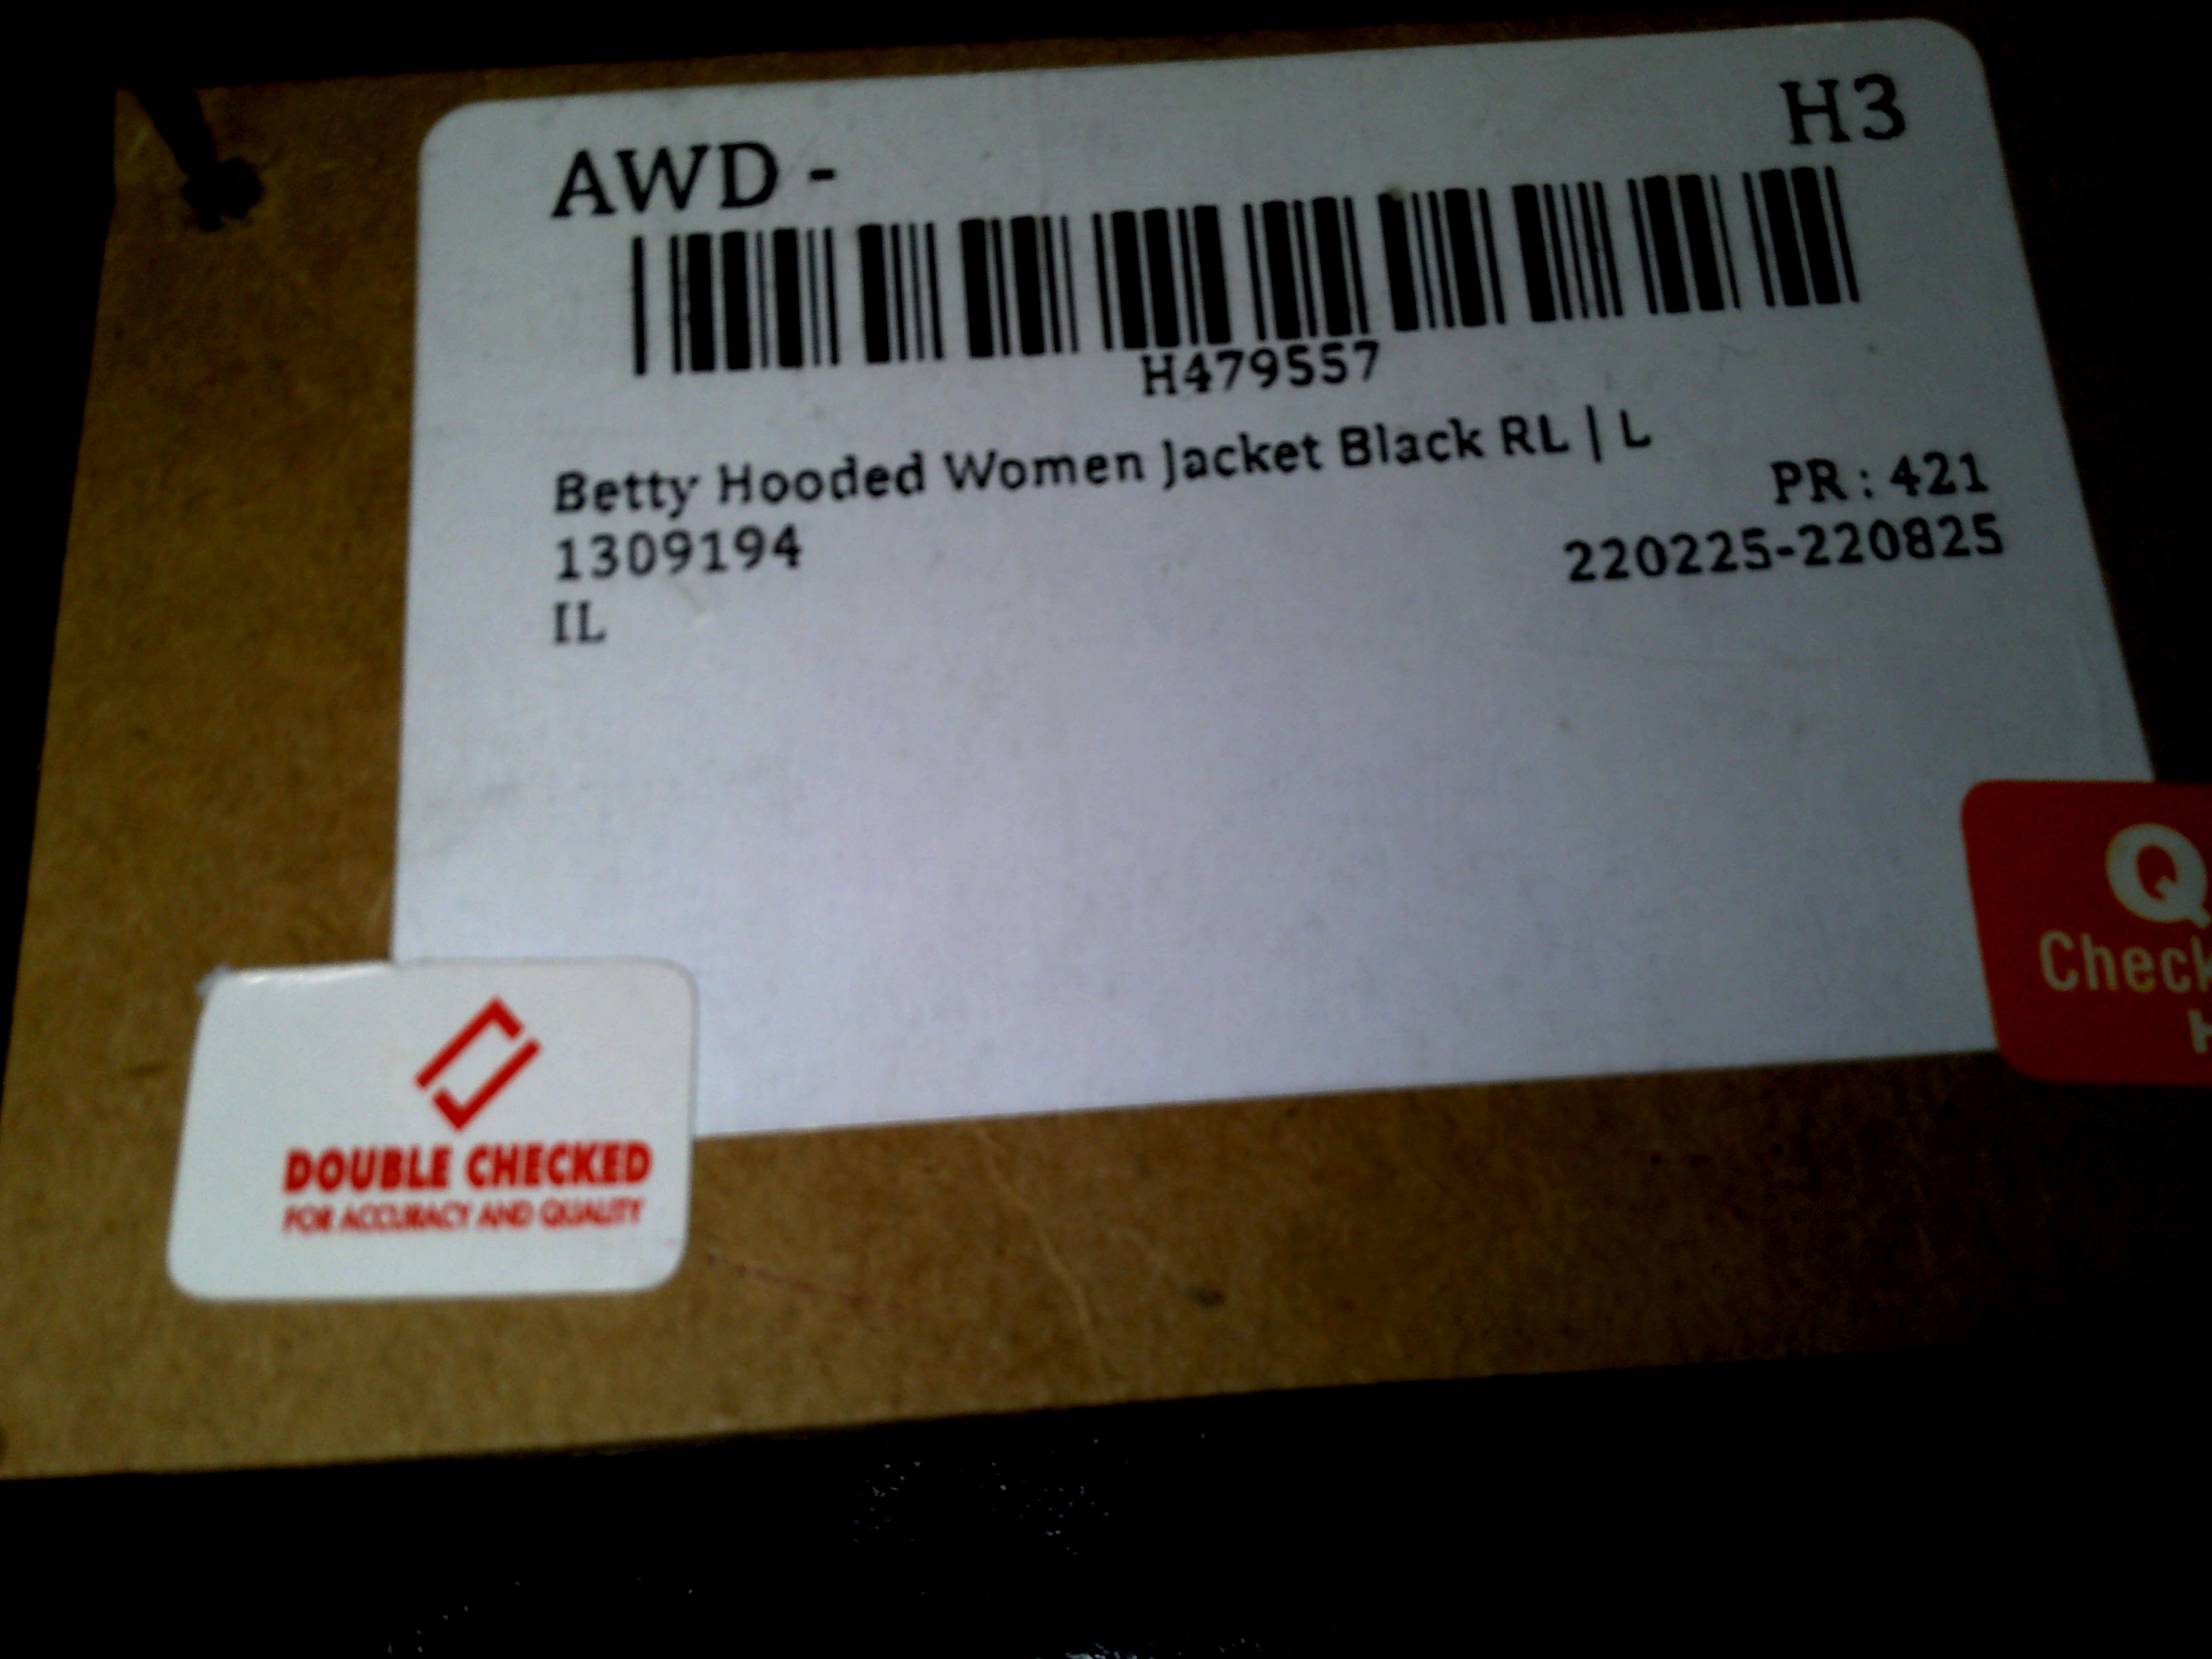 AWD -
H3
H479557
Betty Hooded Women Jacket Black RL | L
PR : 421
1309194
220225-220825
IL
Q
Check
H
DOUBLE CHECKED
FOR ACCURACY AND QUALITY